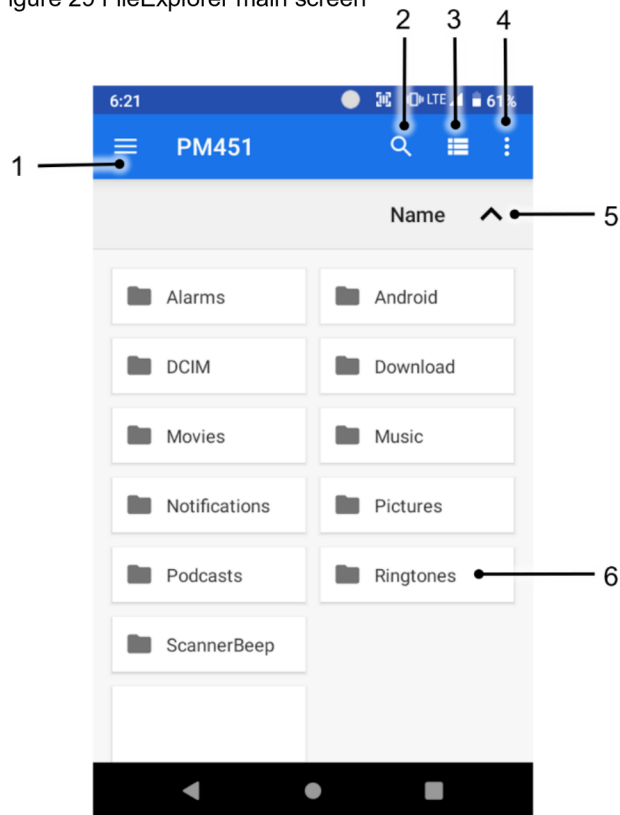 igure 29 FileExplorer main screen
2 3 4
6:21 LTE 61%
1
PM451
Name
5
Alarms Android
DCIM Download
Movies Music
Notifications Pictures
Podcasts Ringtones
6
ScannerBeep